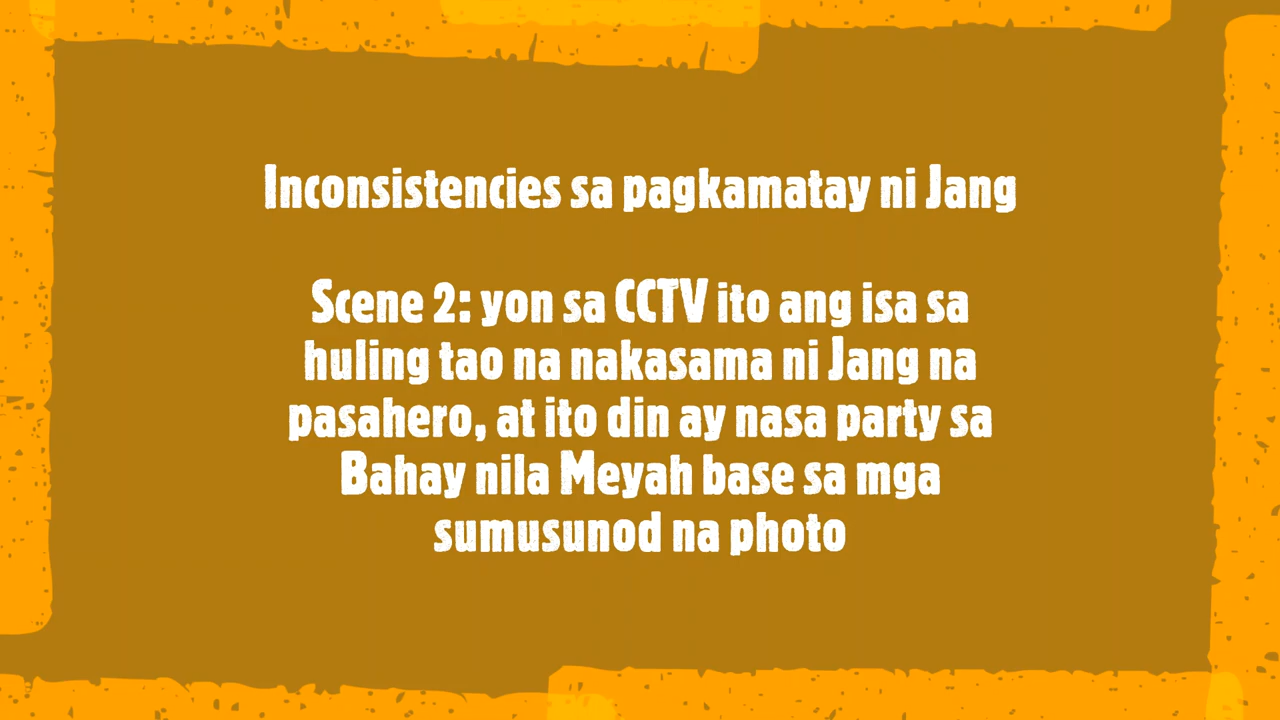 Inconsistencies sa pagkamatay ni Jang
Scene 2: yon sa CCTV ito ang isa sa
huling tao na nakasama ni Jang na
pasahero, at ito din ay nasa party sa
Bahay nila Meyah base sa mga
sumusunod na photo